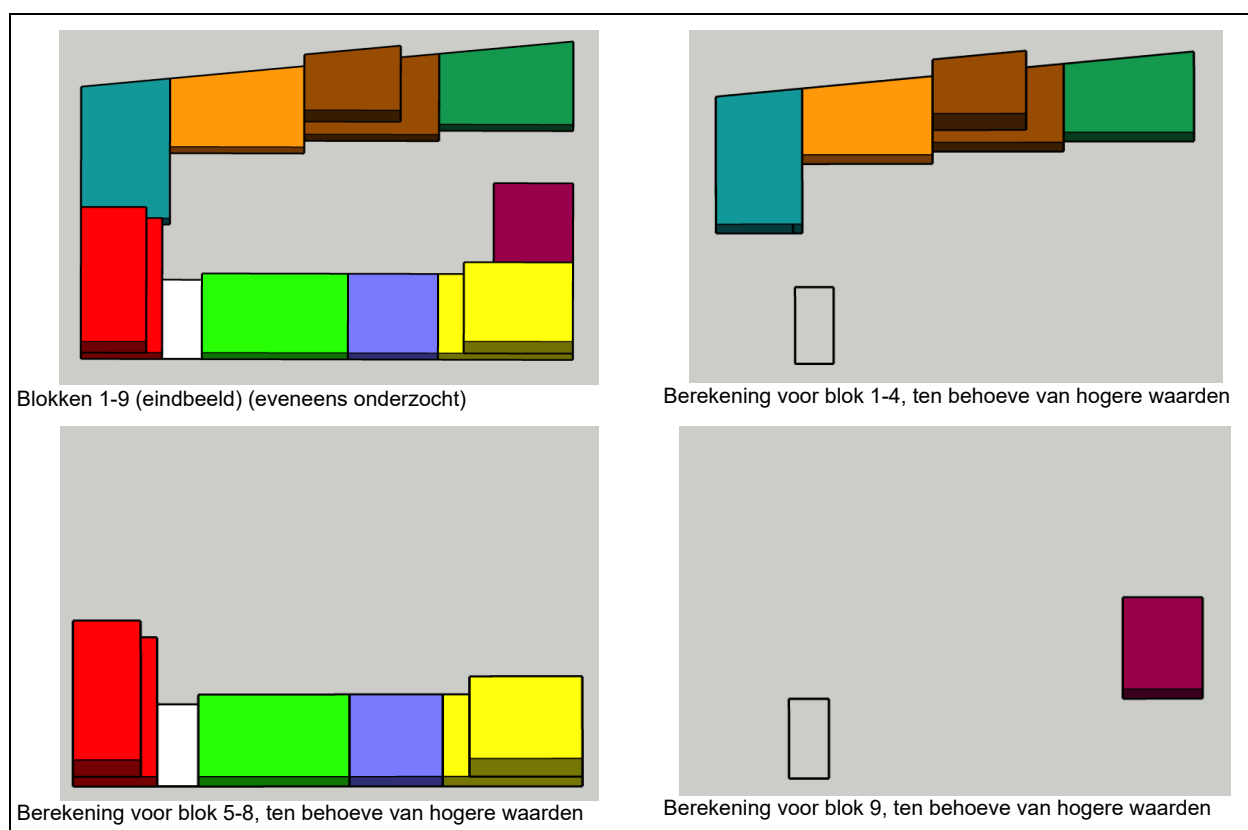 Blokken 1-9 (eindbeeld) (eveneens onderzocht)
Berekening voor blok 1-4, ten behoeve van hogere waarden
Berekening voor blok 5-8, ten behoeve van hogere waarden
Berekening voor blok 9, ten behoeve van hogere waarden